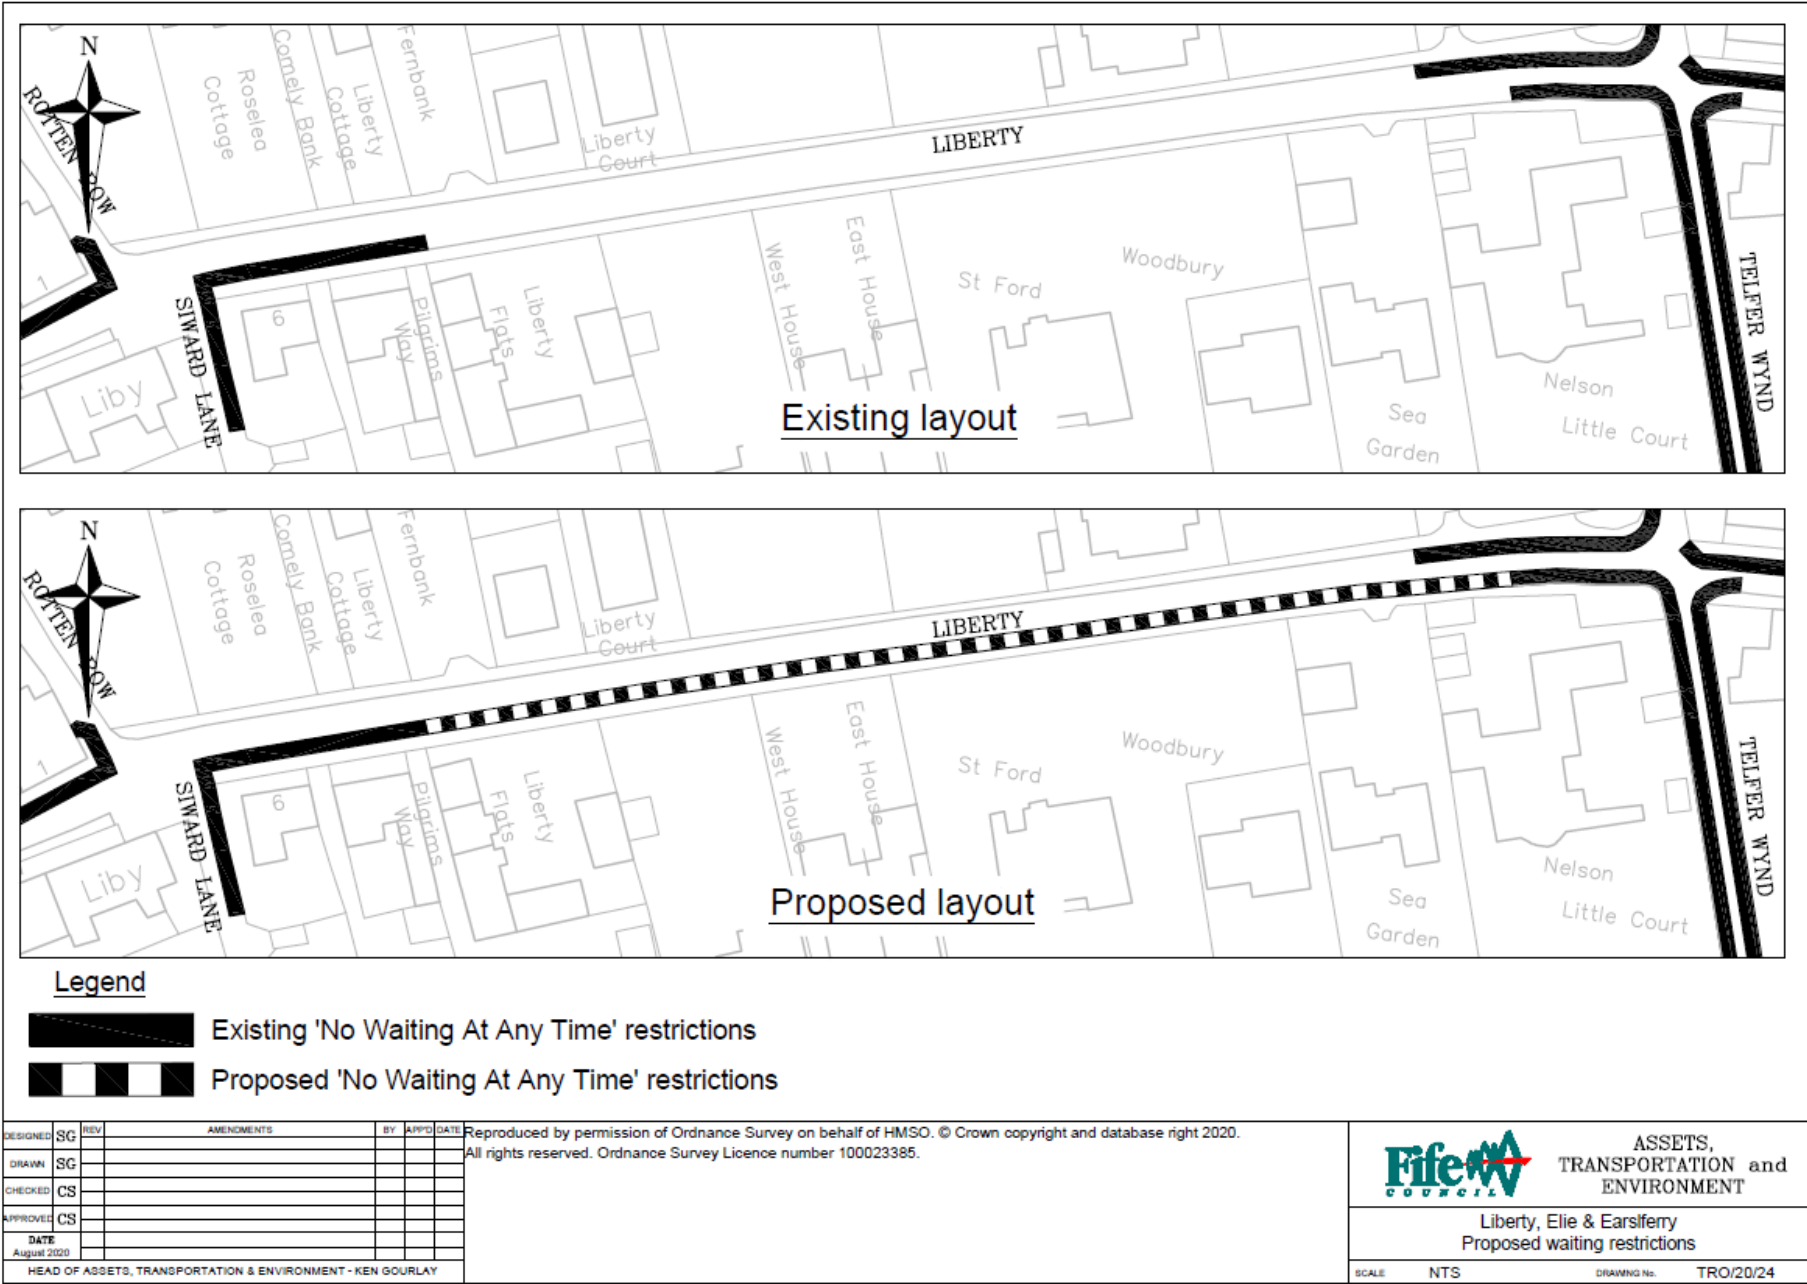 N
ROTTEN ROW
Roselea
Cottage
Comely Bank
Liberty
Cottage
Fernbank
Liberty
Court
LIBERTY
1
SIWARD LANE
6
Pilgrims
Way
Liberty
Flats
West House
East House
St Ford
Woodbury
TELFER WYND
Liby
Sea
Garden
Nelson
Little Court
Existing layout
N
ROTTEN ROW
Roselea
Cottage
Comely Bank
Liberty
Cottage
Fernbank
Liberty
Court
LIBERTY
1
SIWARD LANE
6
Pilgrims
Way
Liberty
Flats
West House
East House
St Ford
Woodbury
TELFER WYND
Liby
Sea
Garden
Nelson
Little Court
Proposed layout
Legend
Existing 'No Waiting At Any Time' restrictions
Proposed 'No Waiting At Any Time' restrictions
DESIGNED SG REV AMENDMENTS BY APP'D DATE
DRAWN SG
CHECKED CS
APPROVED CS
DATE
August 2020
HEAD OF ASSETS, TRANSPORTATION & ENVIRONMENT - KEN GOURLAY
Reproduced by permission of Ordnance Survey on behalf of HMSO. © Crown copyright and database right 2020.
All rights reserved. Ordnance Survey Licence number 100023385.
Fife
COUNCIL
ASSETS,
TRANSPORTATION and
ENVIRONMENT
Liberty, Elie & Earslferry
Proposed waiting restrictions
SCALE NTS DRAWING No. TRO/20/24